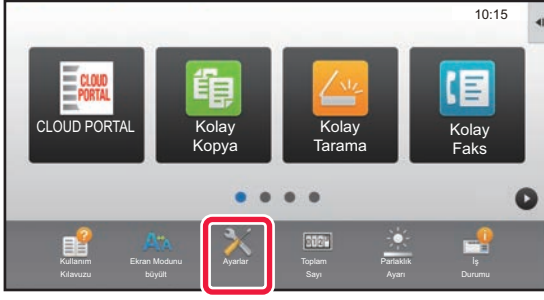 10:15
CLOUD
PORTAL
CLOUD PORTAL
Kolay
Kopya
Kolay
Tarama
Kolay
Faks
Kullanım
Kılavuzu
Ekran Modunu
büyült
Ayarlar
Toplam
Sayı
Parlaklık
Ayarı
İş
Durumu